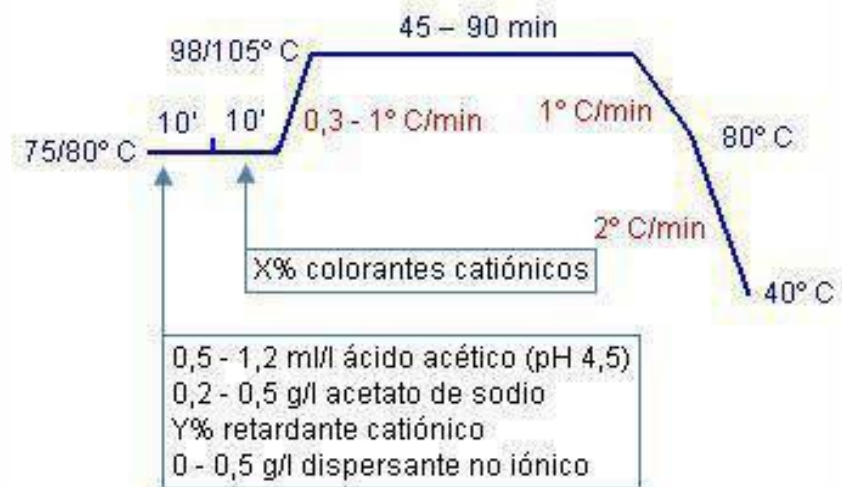 45 – 90 min
98/105° C
10' 10' 0,3 - 1° C/min 1° C/min
75/80° C 80° C
2° C/min
X% colorantes catiónicos
40° C
0,5 - 1,2 ml/l ácido acético (pH 4,5)
0,2 - 0,5 g/l acetato de sodio
Y% retardante catiónico
0 - 0,5 g/l dispersante no iónico